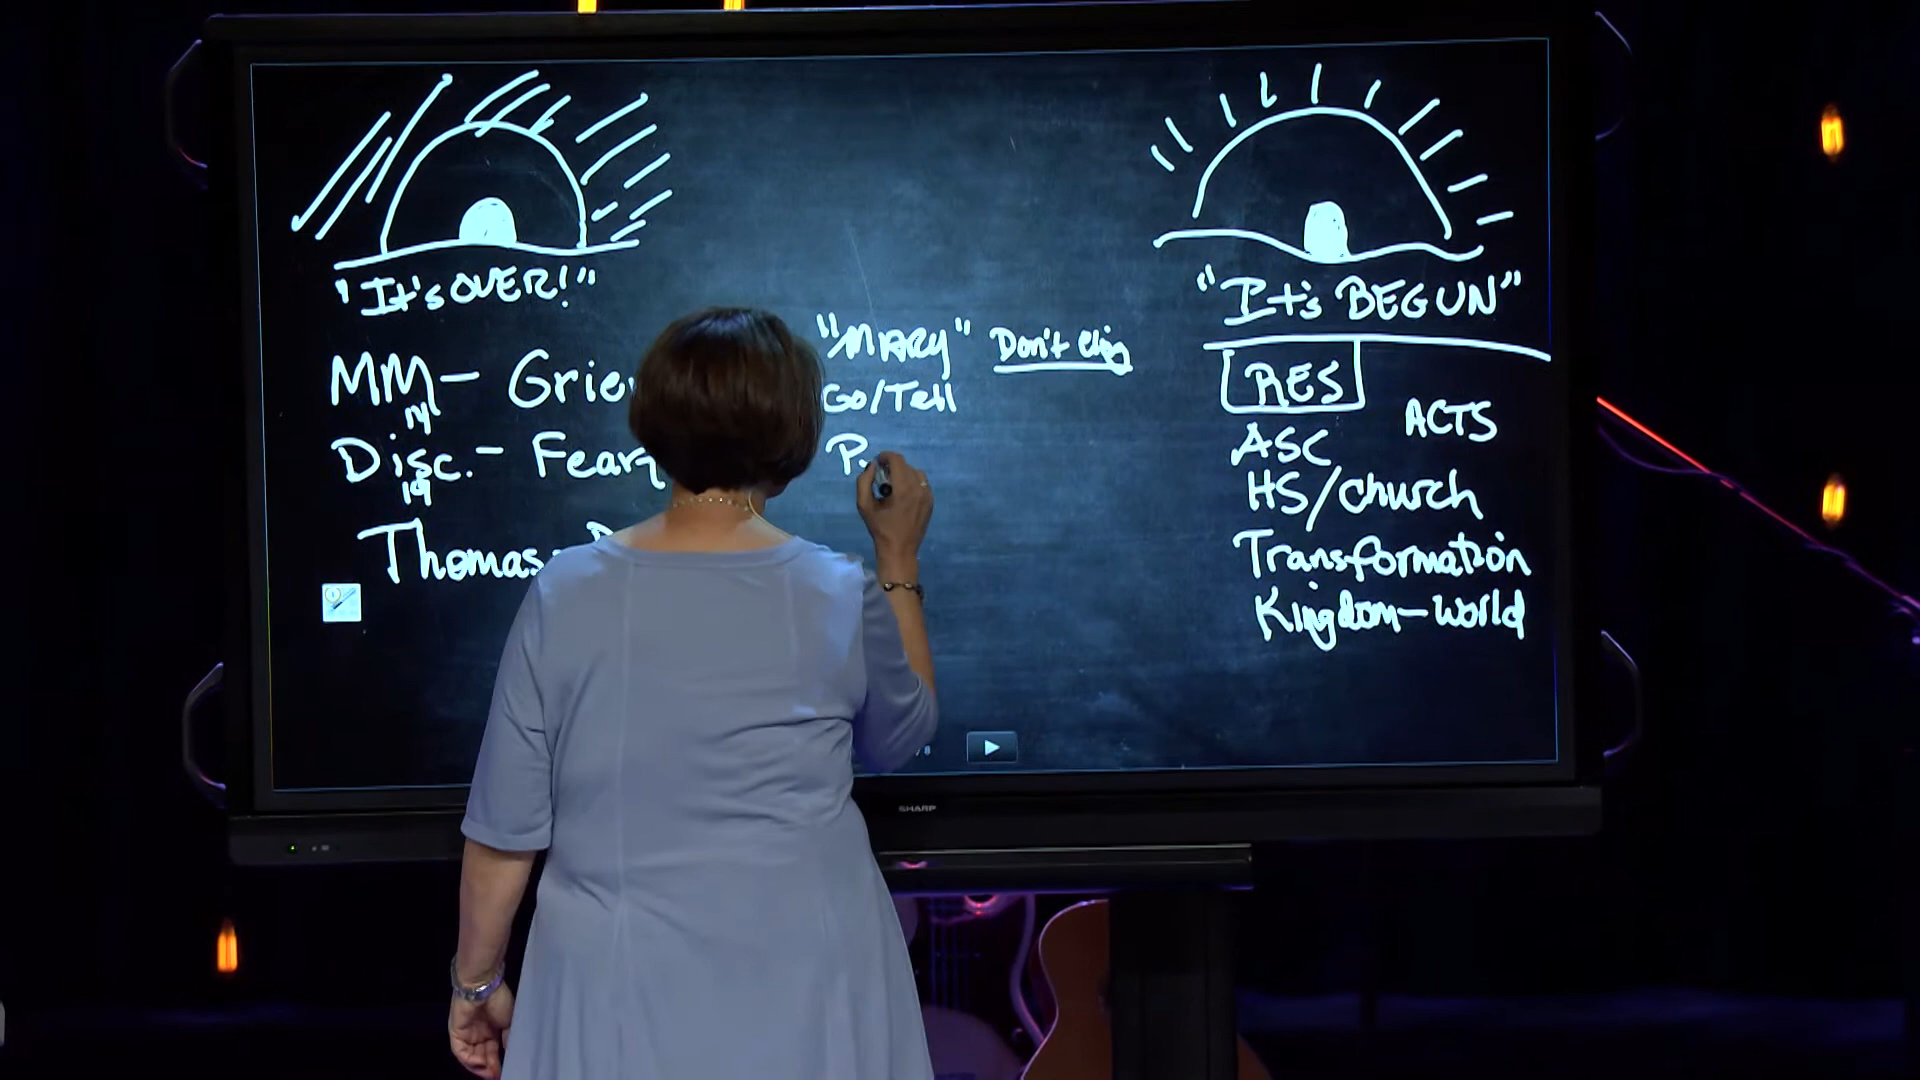 "It's OVER!"
MM- Grie
14
Disc.- Fear
19
Thomas-
"MARY" Don't cling
Go/Tell
P
"It's BEGUN"
RES
ACTS
ASC
HS/Church
Transformation
Kingdom-World
SHARP